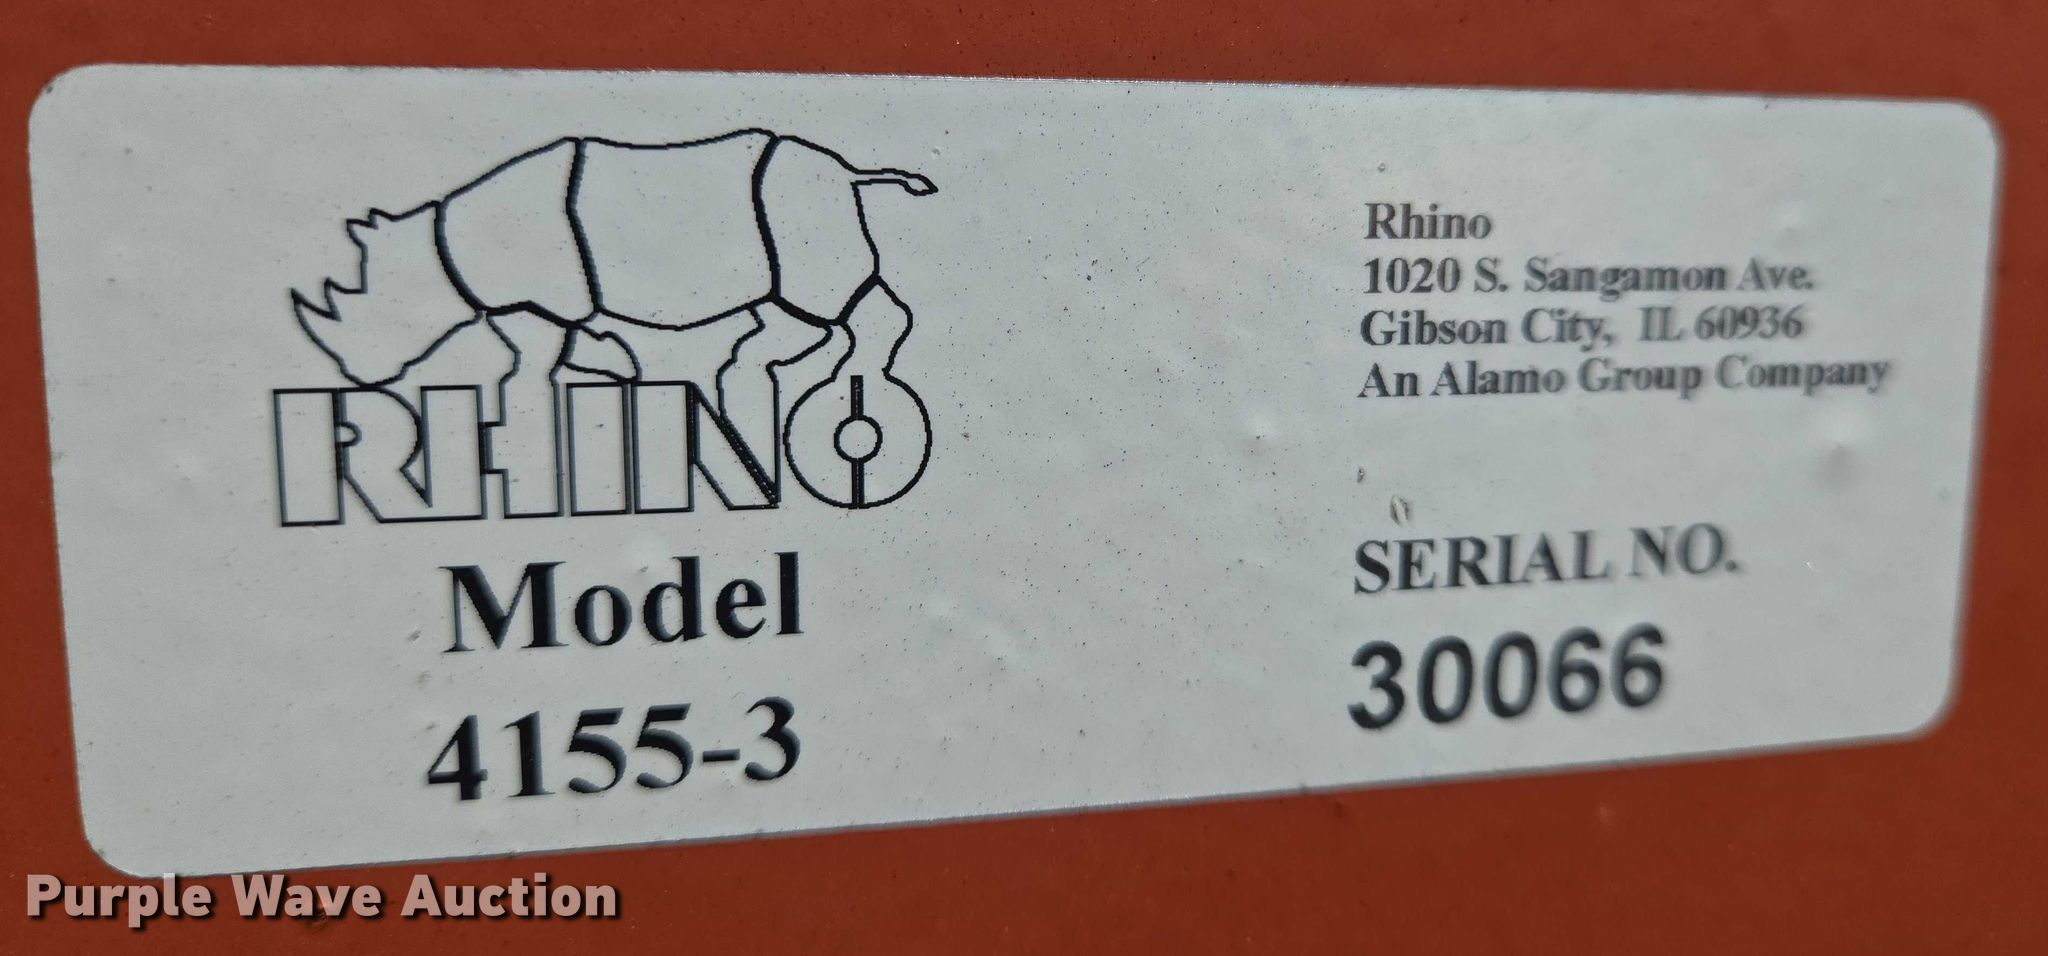 RHINO
Model
4155-3
Rhino
1020 S. Sangamon Ave.
Gibson City, IL 60936
An Alamo Group Company
SERIAL NO.
30066
Purple Wave Auction